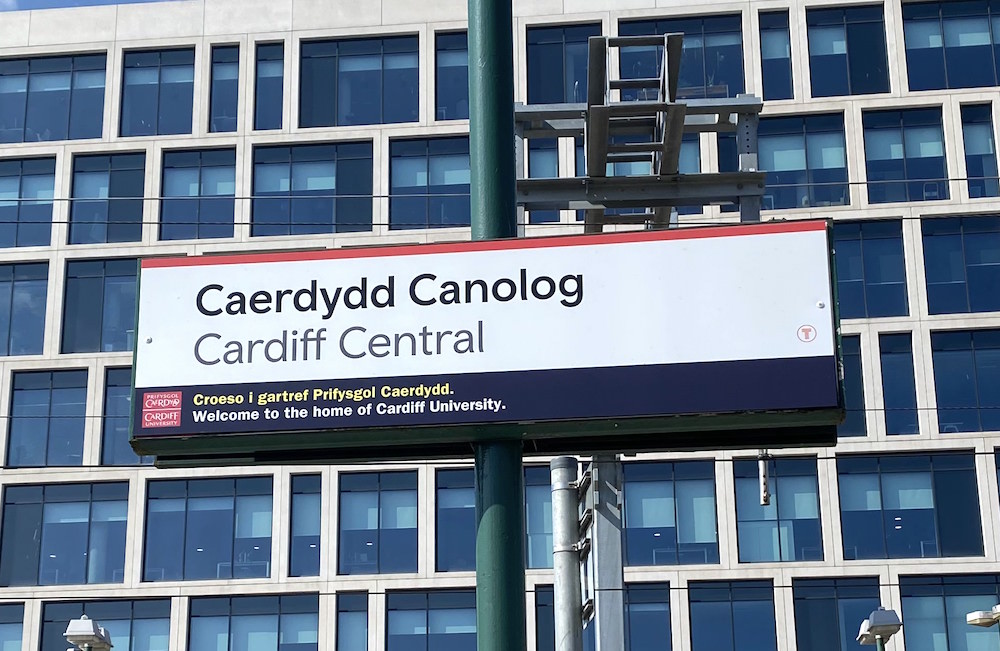 Caerdydd Canolog
Cardiff Central
T
Croeso i gartref Prifysgol Caerdydd.
Welcome to the home of Cardiff University.
PRIFYSGOL
CAERDYDD
CARDIFF
UNIVERSITY